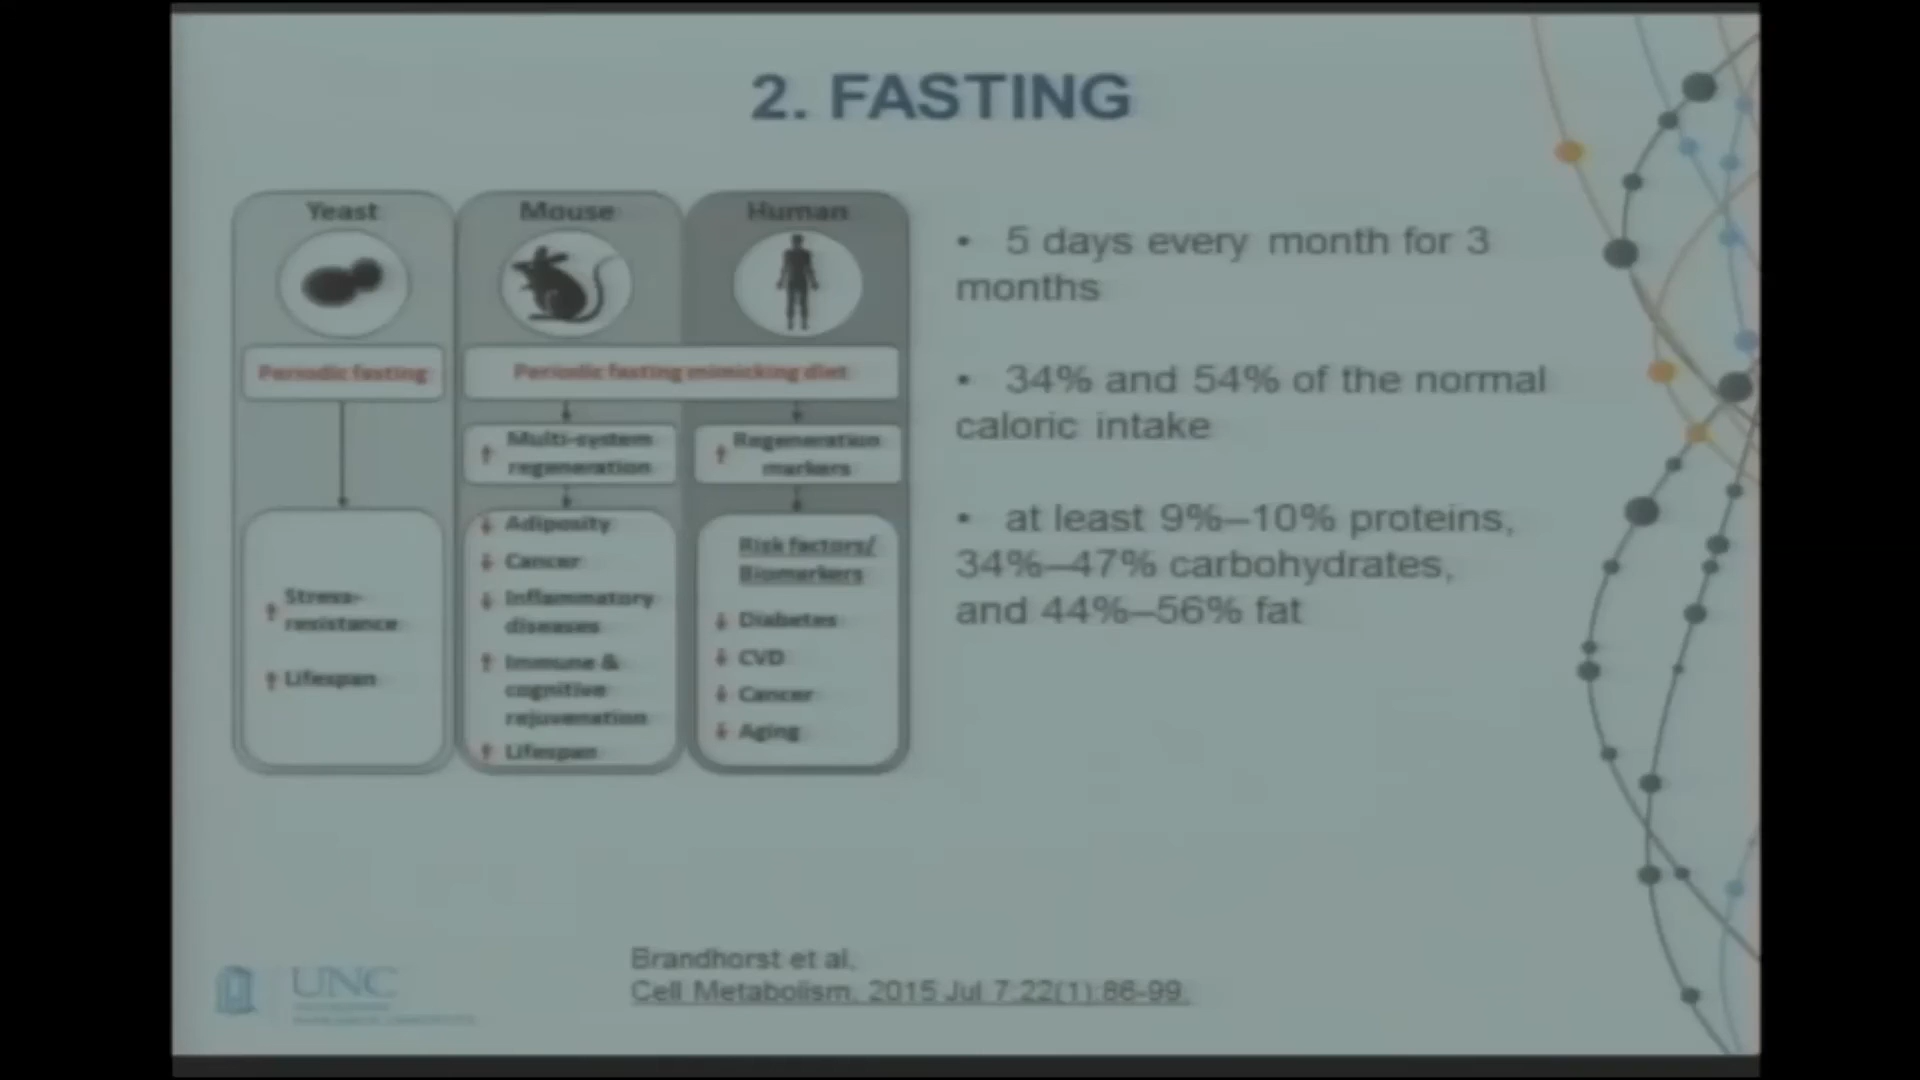 2. FASTING
Yeast
Periodic fasting
↑ Stress-
resistance
↑ Lifespan
Mouse
Human
Periodic fasting mimicking diet
↑ Multi-system
regeneration
↓ Adiposity
↓ Cancer
↓ Inflammatory
diseases
↑ Immune &
cognitive
rejuvenation
↑ Lifespan
↑ Regeneration
markers
Risk factors/
Biomarkers
↓ Diabetes
↓ CVD
↓ Cancer
↓ Aging
• 5 days every month for 3
months
• 34% and 54% of the normal
caloric intake
• at least 9%–10% proteins,
34%–47% carbohydrates,
and 44%–56% fat
UNC
Brandhorst et al,
Cell Metabolism. 2015 Jul 7;22(1):86-99.